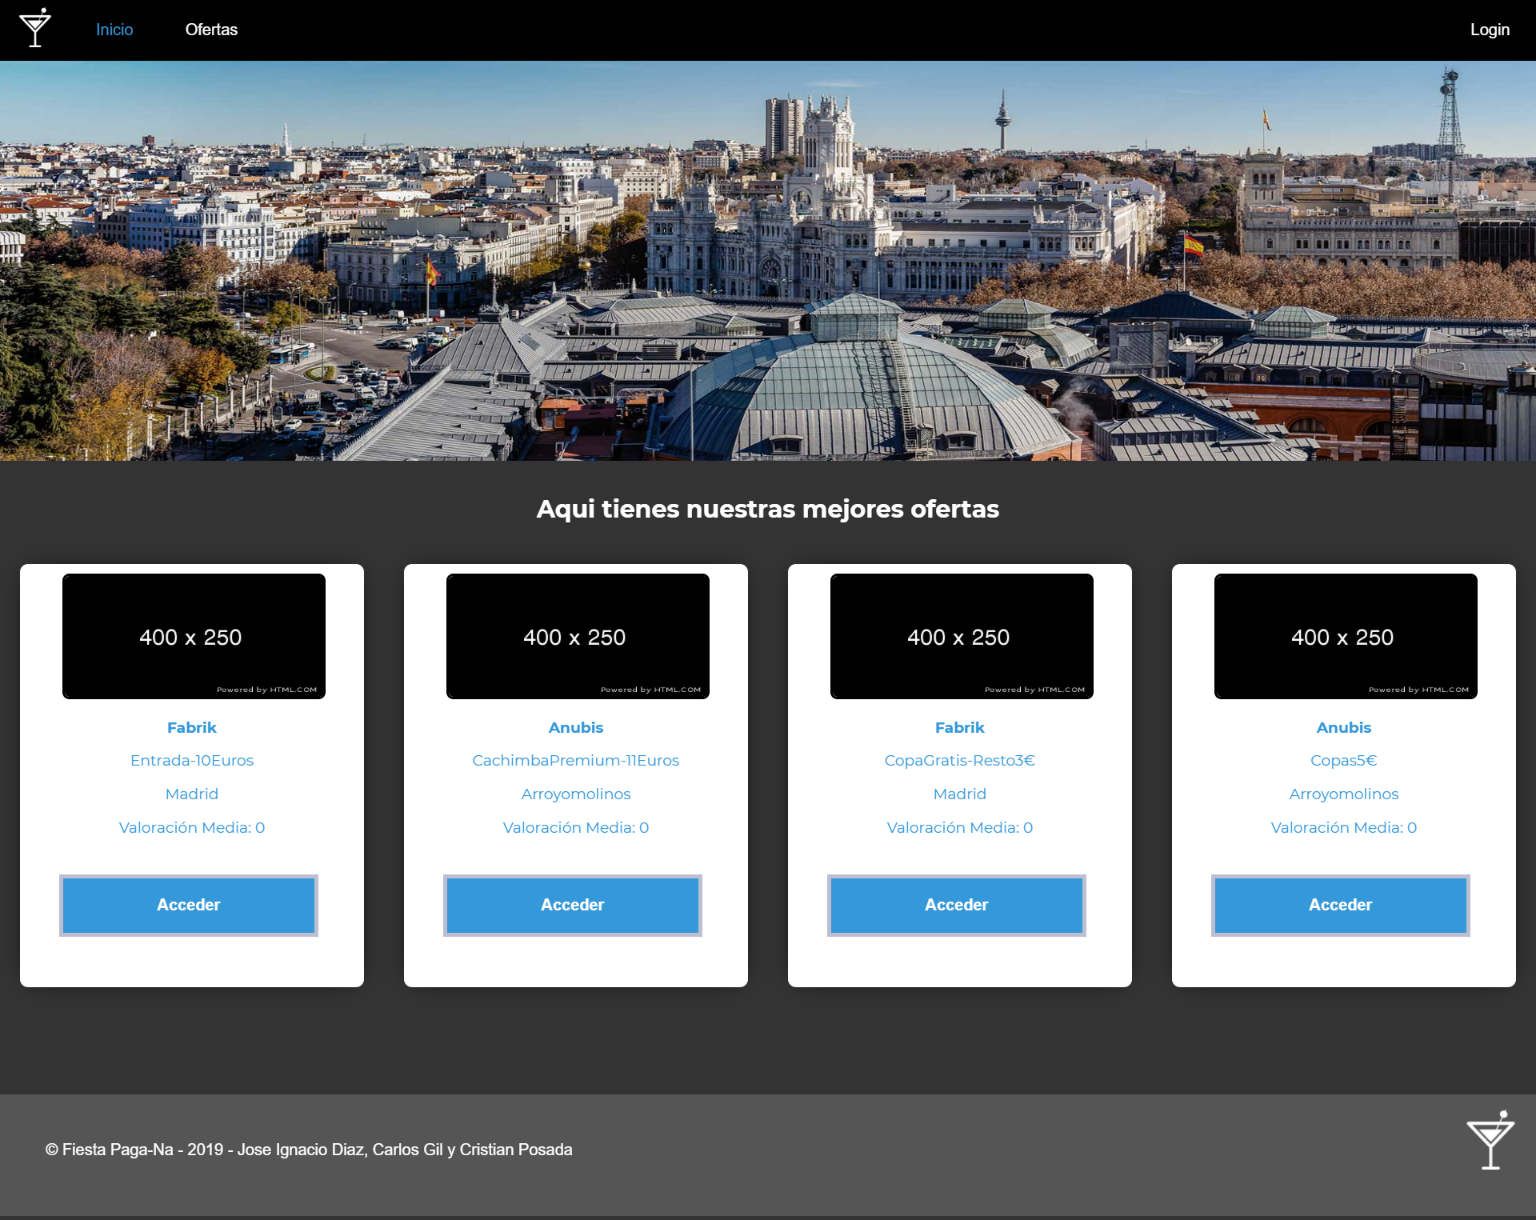 Inicio Ofertas Login
Aqui tienes nuestras mejores ofertas
400 x 250
Powered by HTML.COM
Fabrik
Entrada-10Euros
Madrid
Valoración Media: 0
Acceder
400 x 250
Powered by HTML.COM
Anubis
CachimbaPremium-11Euros
Arroyomolinos
Valoración Media: 0
Acceder
400 x 250
Powered by HTML.COM
Fabrik
CopaGratis-Resto3€
Madrid
Valoración Media: 0
Acceder
400 x 250
Powered by HTML.COM
Anubis
Copas5€
Arroyomolinos
Valoración Media: 0
Acceder
© Fiesta Paga-Na - 2019 - Jose Ignacio Diaz, Carlos Gil y Cristian Posada